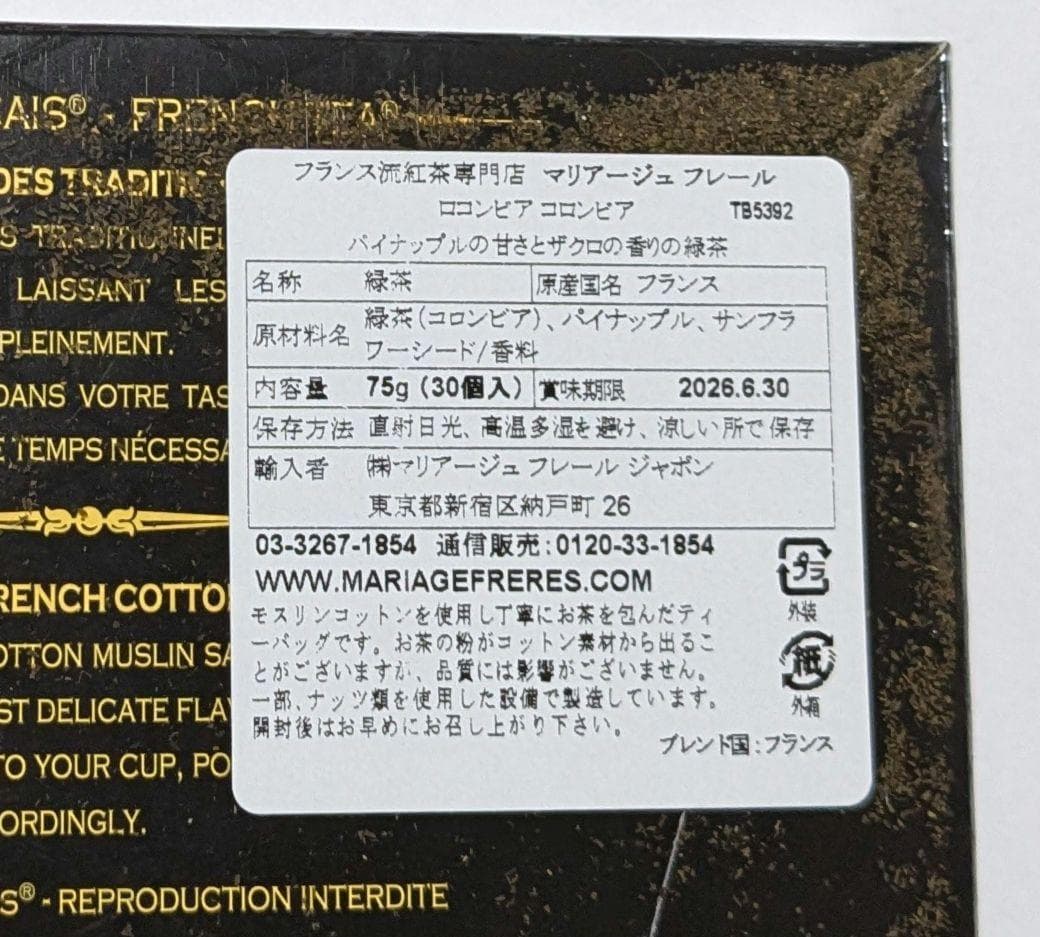 AIS® - FRENCH TEA®
DES TRADITIO
S TRADITIONNEL
LAISSANT LES
PLEINEMENT.
DANS VOTRE TAS
E TEMPS NÉCESSA
RENCH COTTO
OTTON MUSLIN SA
ST DELICATE FLA
TO YOUR CUP, PO
ORDINGLY.
S® - REPRODUCTION INTERDITE
フランス流紅茶専門店 マリアージュ フレール
ロコンビア コロンビア TB5392
パイナップルの甘さとザクロの香りの緑茶
名称 緑茶 原産国名 フランス
原材料名 緑茶(コロンビア)、パイナップル、サンフラ
ワーシード/香料
内容量 75g (30個入) 賞味期限 2026.6.30
保存方法 直射日光、高温多湿を避け、涼しい所で保存
輸入者 ㈱マリアージュ フレール ジャポン
東京都新宿区納戸町 26
03-3267-1854 通信販売:0120-33-1854
WWW.MARIAGEFRERES.COM
モスリンコットンを使用し丁寧にお茶を包んだティ
ーバッグです。お茶の粉がコットン素材から出るこ
とがございますが、品質には影響がございません。
一部、ナッツ類を使用した設備で製造しています。
開封後はお早めにお召し上がり下さい。
プラ
外装
紙
外箱
ブレンド国:フランス